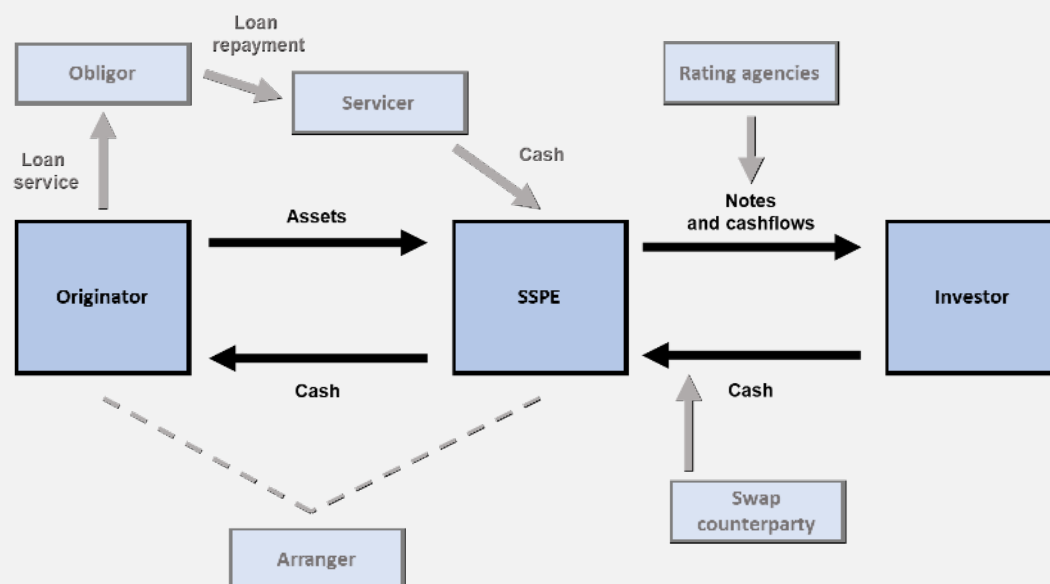 Loan
repayment
Obligor
Rating agencies
Servicer
Cash
Loan
service
Notes
and cashflows
Assets
Originator
SSPE
Investor
Cash
Cash
Swap
counterparty
Arranger